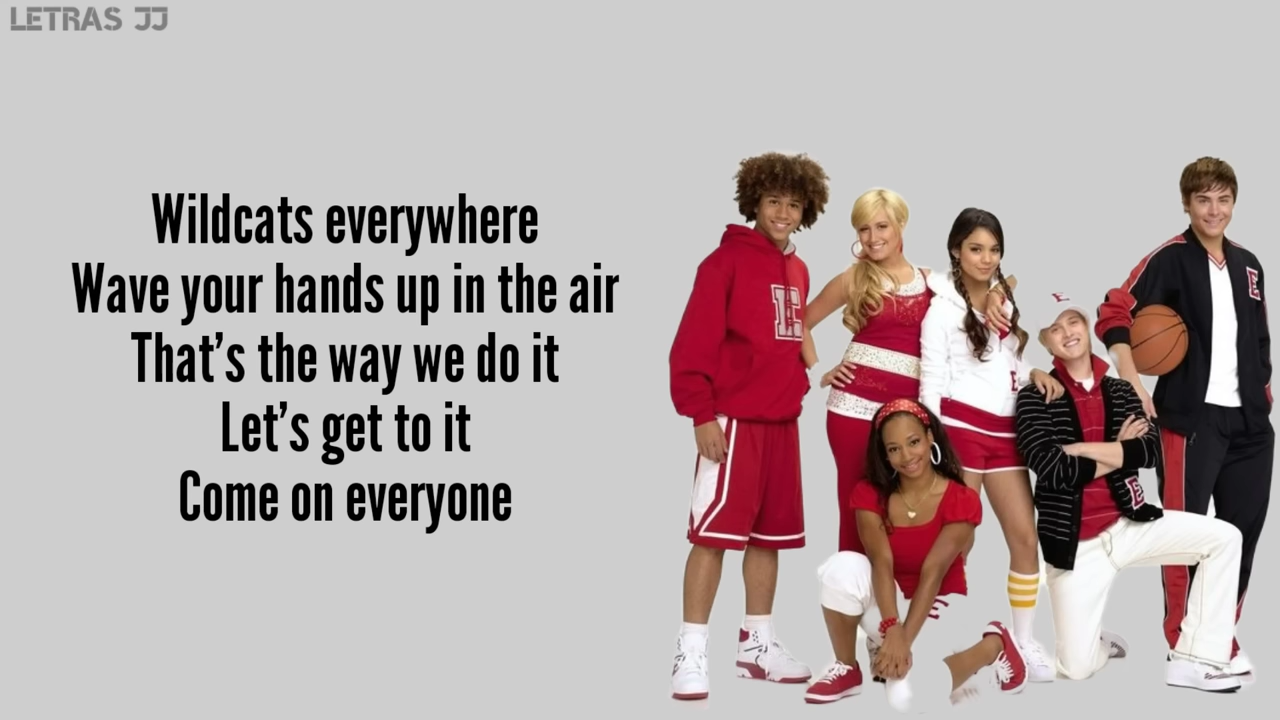 LETRAS JJ
Wildcats everywhere
Wave your hands up in the air
That’s the way we do it
Let’s get to it
Come on everyone
E
E
E
E
E